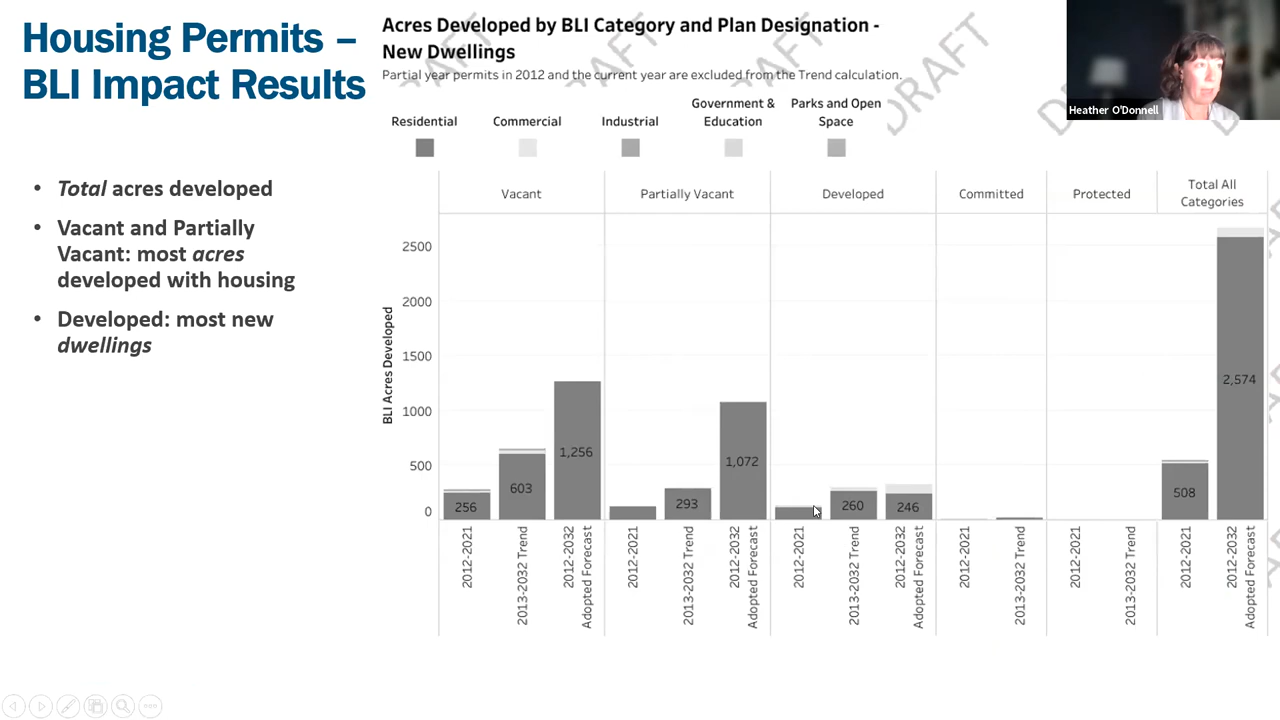 Housing Permits –
BLI Impact Results
• Total acres developed
• Vacant and Partially
Vacant: most acres
developed with housing
• Developed: most new
dwellings
Acres Developed by BLI Category and Plan Designation -
New Dwellings
Partial year permits in 2012 and the current year are excluded from the Trend calculation.
Residential
Commercial
Industrial
Government &
Education
Parks and Open
Space
Vacant
Partially Vacant
Developed
Committed
Protected
Total All
Categories
BLI Acres Developed
2500
2000
1500
1000
500
0
256
603
1,256
293
1,072
260
246
508
2,574
2012-2021
2013-2032 Trend
2012-2032
Adopted Forecast
2012-2021
2013-2032 Trend
2012-2032
Adopted Forecast
2012-2021
2013-2032 Trend
2012-2032
Adopted Forecast
2012-2021
2013-2032 Trend
2012-2021
2013-2032 Trend
2012-2021
2012-2032
Adopted Forecast
DRAFT
Heather O'Donnell